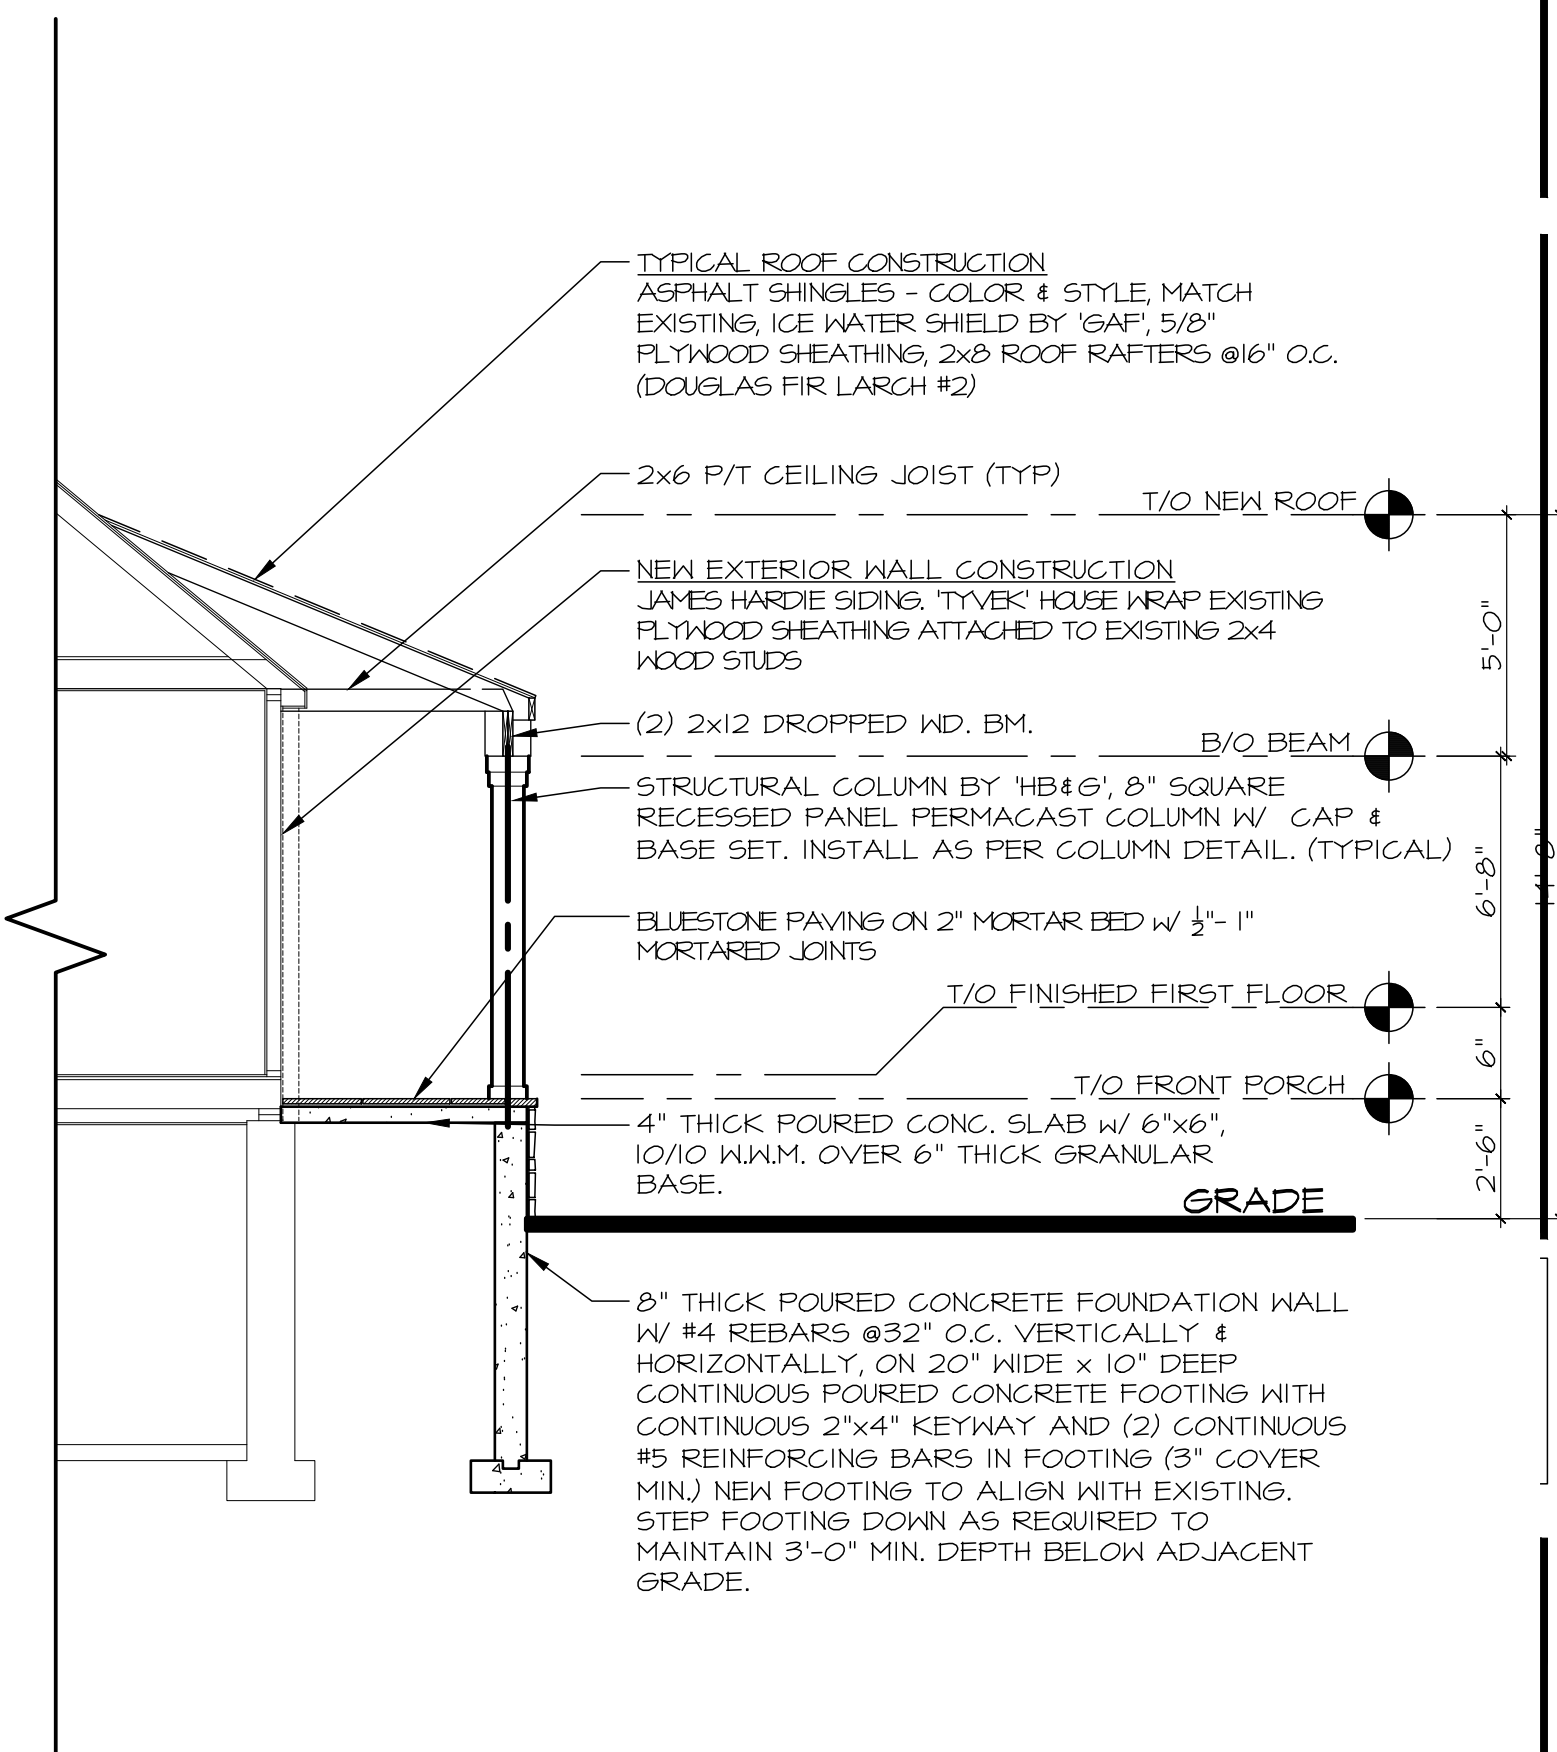 TYPICAL ROOF CONSTRUCTION
ASPHALT SHINGLES - COLOR & STYLE, MATCH
EXISTING, ICE WATER SHIELD BY 'GAF', 5/8"
PLYWOOD SHEATHING, 2x8 ROOF RAFTERS @16" O.C.
(DOUGLAS FIR LARCH #2)
2x6 P/T CEILING JOIST (TYP)
T/O NEW ROOF
NEW EXTERIOR WALL CONSTRUCTION
JAMES HARDIE SIDING. 'TYVEK' HOUSE WRAP EXISTING
PLYWOOD SHEATHING ATTACHED TO EXISTING 2x4
WOOD STUDS
5'-0"
(2) 2x12 DROPPED WD. BM.
B/O BEAM
STRUCTURAL COLUMN BY 'HB&G', 8" SQUARE
RECESSED PANEL PERMACAST COLUMN W/ CAP &
BASE SET. INSTALL AS PER COLUMN DETAIL. (TYPICAL)
6'-8"
BLUESTONE PAVING ON 2" MORTAR BED W/ ½"- 1"
MORTARED JOINTS
T/O FINISHED FIRST FLOOR
6"
T/O FRONT PORCH
4" THICK POURED CONC. SLAB W/ 6"x6",
10/10 W.W.M. OVER 6" THICK GRANULAR
BASE.
2'-6"
GRADE
8" THICK POURED CONCRETE FOUNDATION WALL
W/ #4 REBARS @32" O.C. VERTICALLY &
HORIZONTALLY, ON 20" WIDE x 10" DEEP
CONTINUOUS POURED CONCRETE FOOTING WITH
CONTINUOUS 2"x4" KEYWAY AND (2) CONTINUOUS
#5 REINFORCING BARS IN FOOTING (3" COVER
MIN.) NEW FOOTING TO ALIGN WITH EXISTING.
STEP FOOTING DOWN AS REQUIRED TO
MAINTAIN 3'-0" MIN. DEPTH BELOW ADJACENT
GRADE.